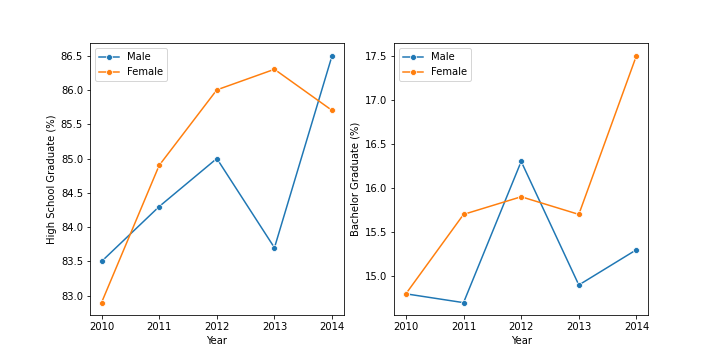 Male
Female
High School Graduate (%)
86.5
86.0
85.5
85.0
84.5
84.0
83.5
83.0
2010 2011 2012 2013 2014
Year
Male
Female
Bachelor Graduate (%)
17.5
17.0
16.5
16.0
15.5
15.0
2010 2011 2012 2013 2014
Year